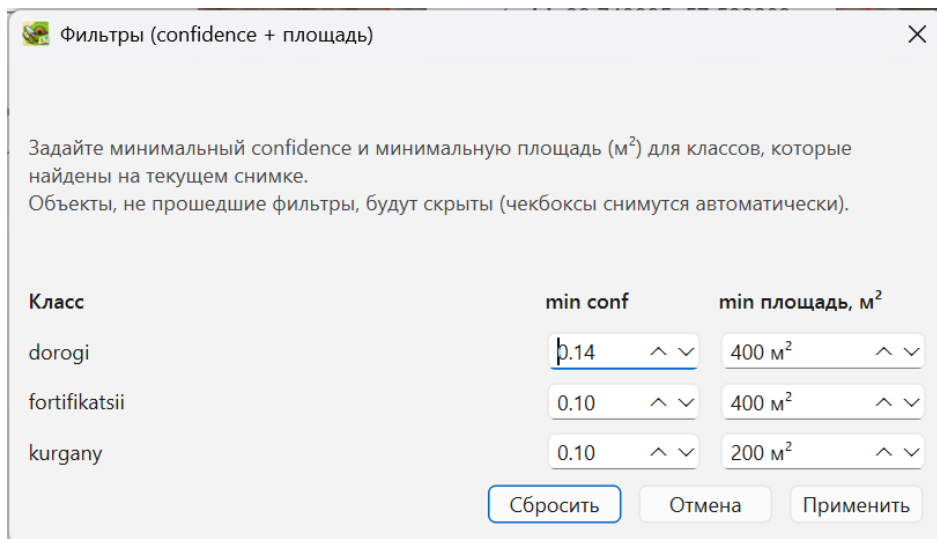 Фильтры (confidence + площадь)
Задайте минимальный confidence и минимальную площадь (м²) для классов, которые
найдены на текущем снимке.
Объекты, не прошедшие фильтры, будут скрыты (чекбоксы снимутся автоматически).
Класс min conf min площадь, м²
dorogi 0.14 400 м²
fortifikatsii 0.10 400 м²
kurgany 0.10 200 м²
Сбросить Отмена Применить